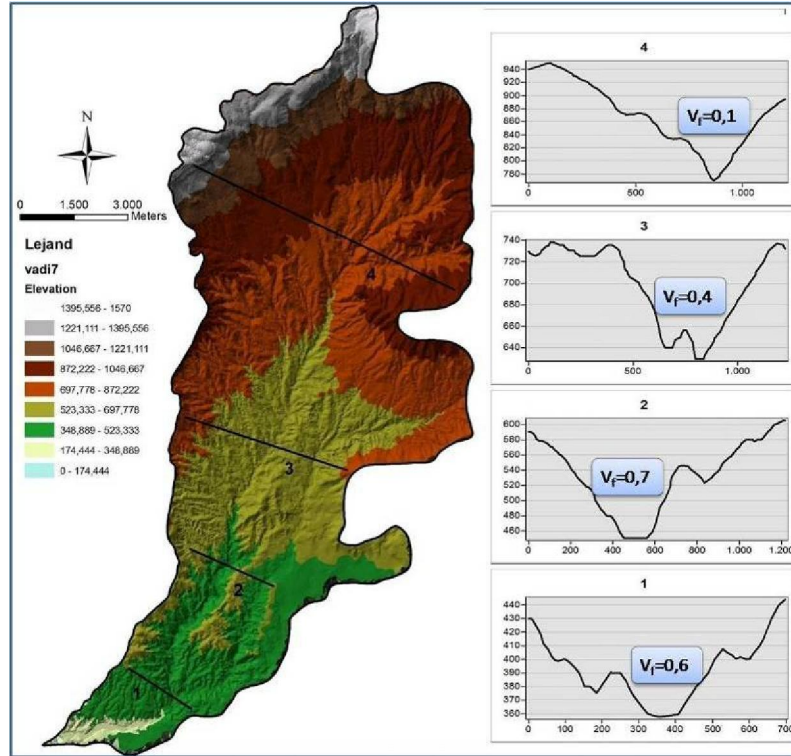 N
0 1.500 3.000
Meters
Lejand
vadi7
Elevation
1395,556 - 1570
1221,111 - 1395,556
1046,667 - 1221,111
872,222 - 1046,667
697,778 - 872,222
523,333 - 697,778
348,889 - 523,333
174,444 - 348,889
0 - 174,444
4
3
2
1
4
940
920
900
880
860
840
820
800
780
Vf=0,1
0 500 1.000
3
740
720
700
680
660
640
Vf=0,4
0 500 1.000
2
600
580
560
540
520
500
480
460
Vf=0,7
0 200 400 600 800 1.000 1.200
1
440
430
420
410
400
390
380
370
360
Vf=0,6
0 100 200 300 400 500 600 700